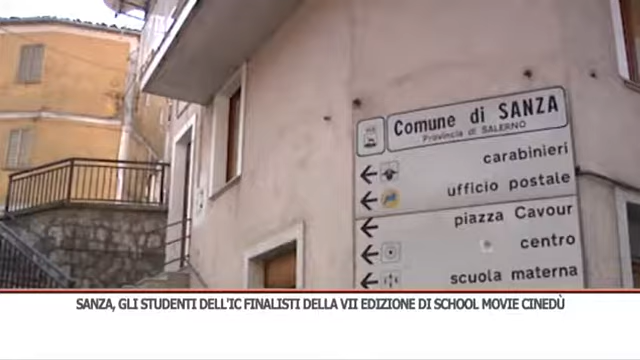 Comune di SANZA
Provincia di SALERNO
carabinieri
ufficio postale
piazza Cavour
centro
scuola materna
SANZA, GLI STUDENTI DELL'IC FINALISTI DELLA VII EDIZIONE DI SCHOOL MOVIE CINEDÙ